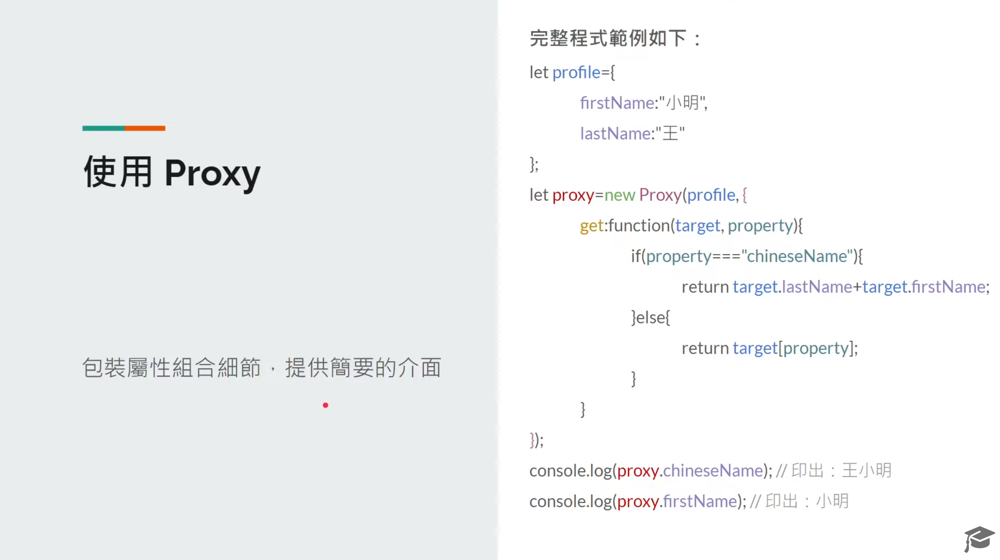 使用 Proxy
包裝屬性組合細節，提供簡要的介面
完整程式範例如下：
let profile={
firstName:"小明",
lastName:"王"
};
let proxy=new Proxy(profile, {
get:function(target, property){
if(property==="chineseName"){
return target.lastName+target.firstName;
}else{
return target[property];
}
}
});
console.log(proxy.chineseName); // 印出：王小明
console.log(proxy.firstName); // 印出：小明